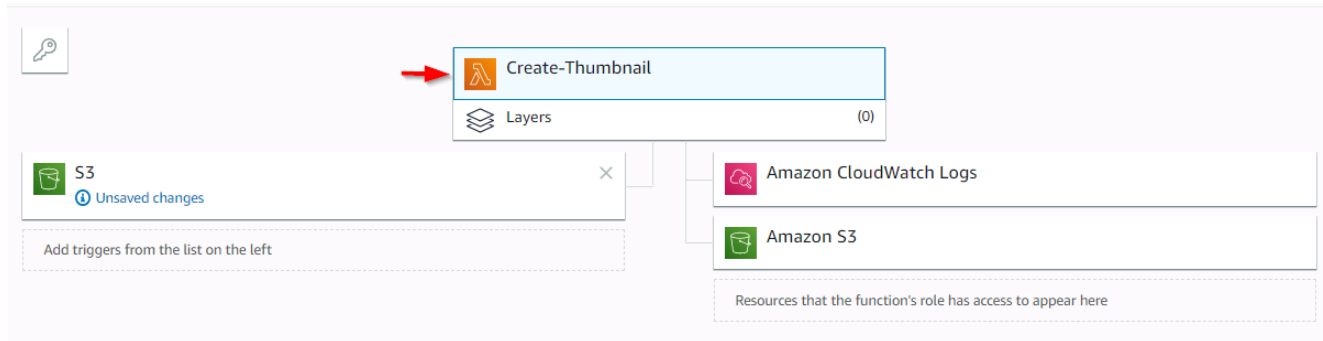 Create-Thumbnail
Layers
(0)
S3
Unsaved changes
Add triggers from the list on the left
Amazon CloudWatch Logs
Amazon S3
Resources that the function's role has access to appear here